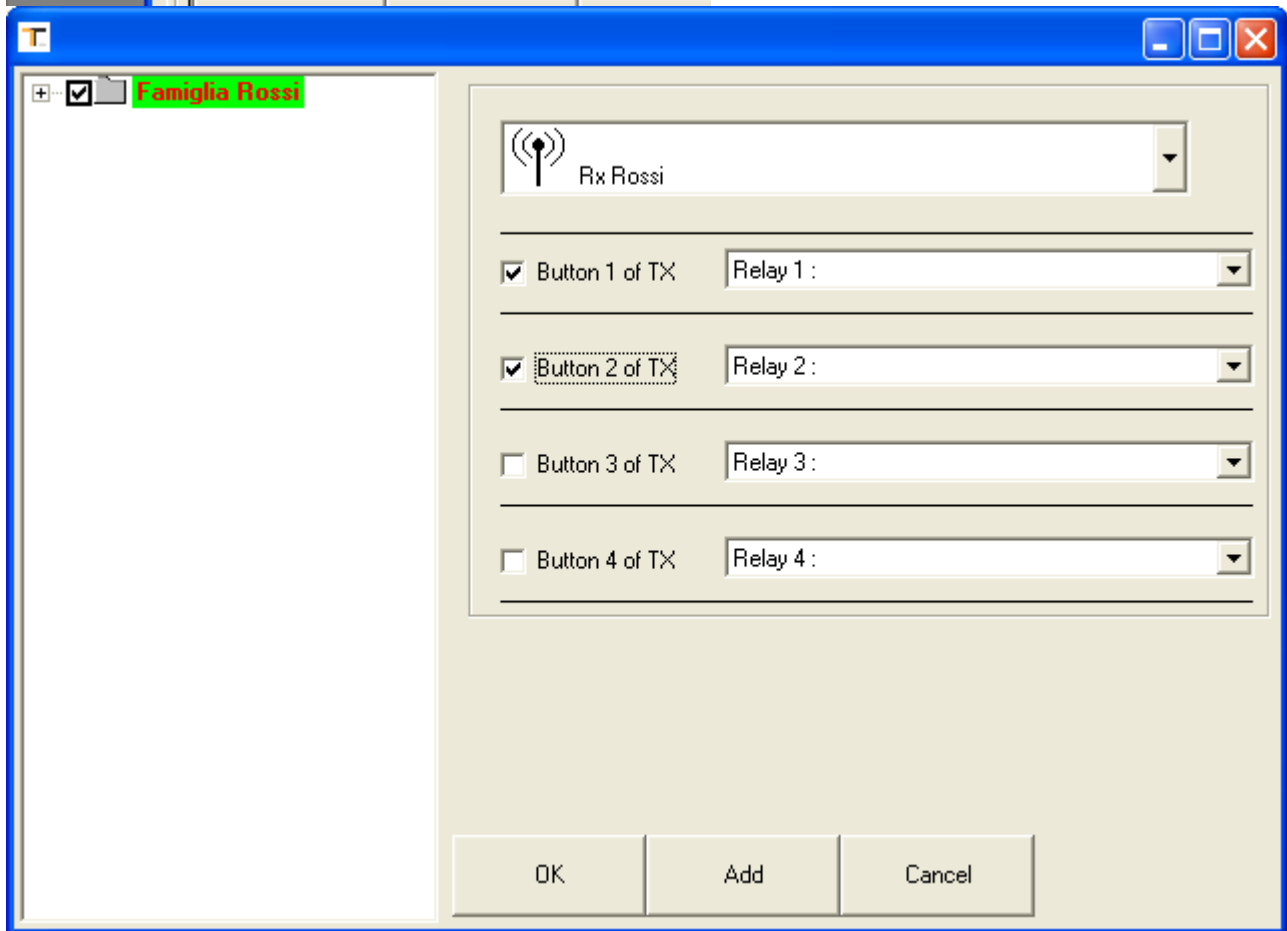 Famiglia Rossi
Rx Rossi
Button 1 of TX Relay 1 :
Button 2 of TX Relay 2 :
Button 3 of TX Relay 3 :
Button 4 of TX Relay 4 :
OK Add Cancel